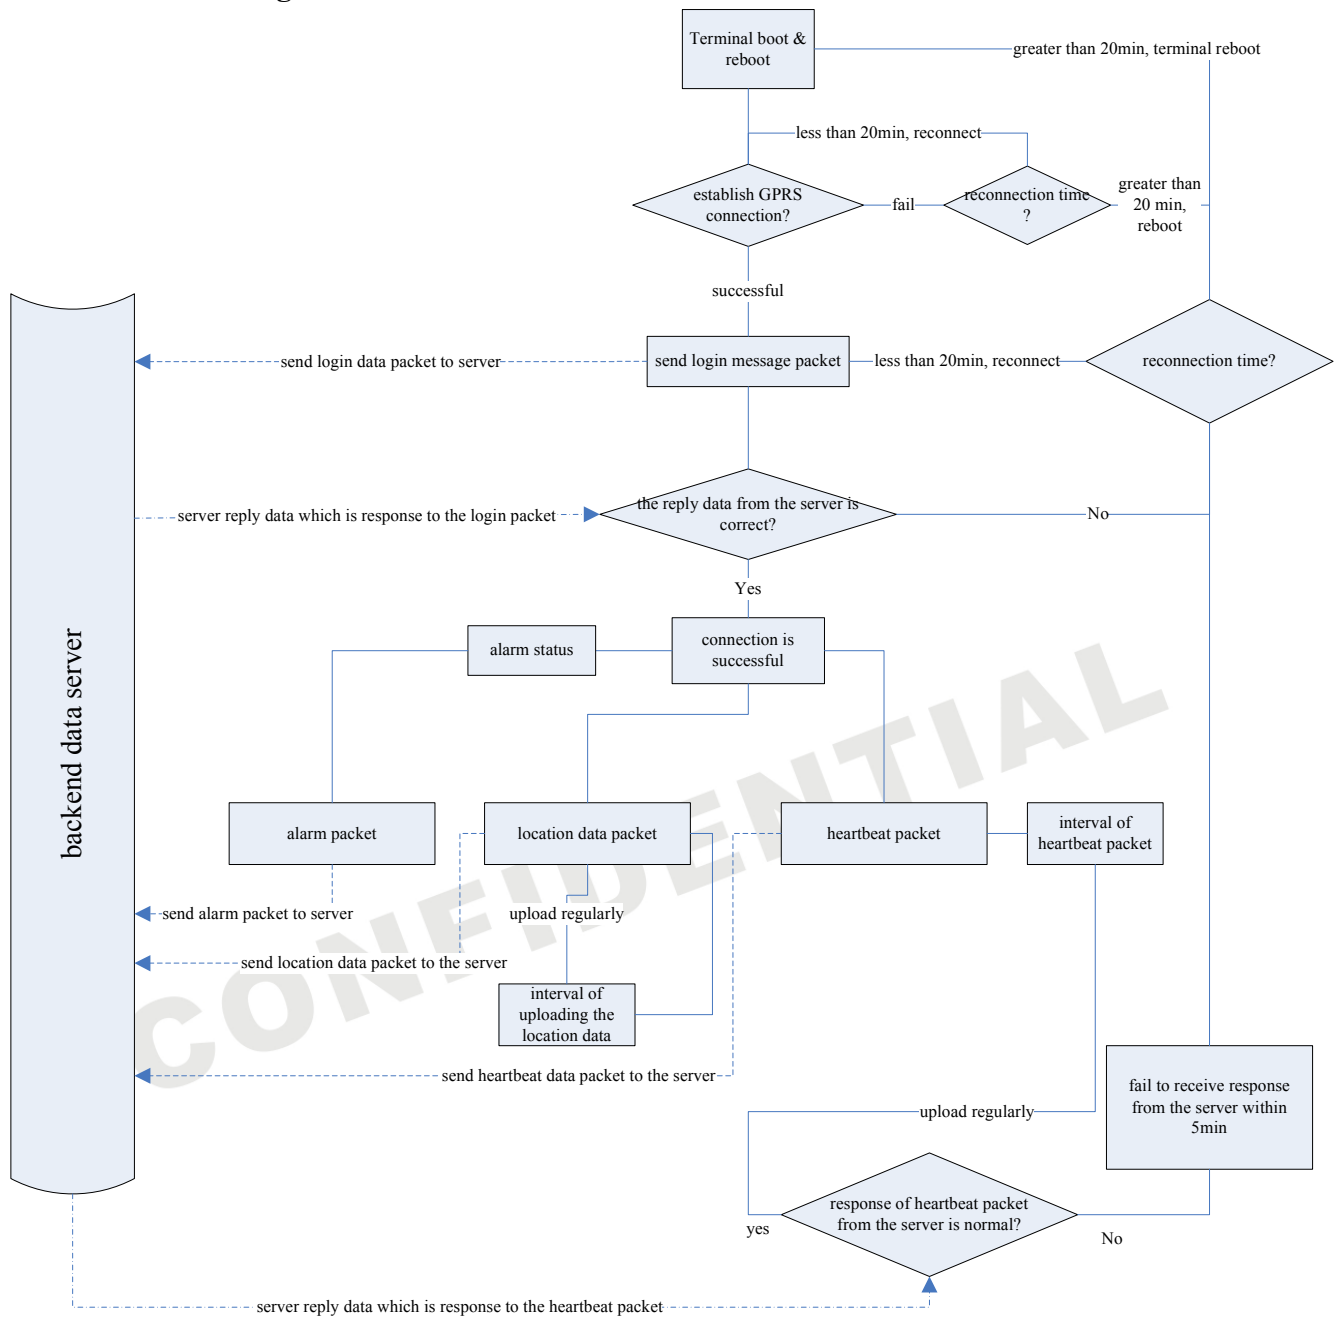 Terminal boot &
reboot
greater than 20min, terminal reboot
less than 20min, reconnect
establish GPRS
connection?
fail
reconnection time
?
greater than
20 min,
reboot
successful
send login data packet to server
send login message packet
less than 20min, reconnect
reconnection time?
server reply data which is response to the login packet
the reply data from the server is
correct?
No
Yes
backend data server
alarm status
connection is
successful
alarm packet
location data packet
heartbeat packet
interval of
heartbeat packet
send alarm packet to server
upload regularly
send location data packet to the server
interval of
uploading the
location data
send heartbeat data packet to the server
fail to receive response
from the server within
5min
upload regularly
response of heartbeat packet
from the server is normal?
yes
No
server reply data which is response to the heartbeat packet
CONFIDENTIAL